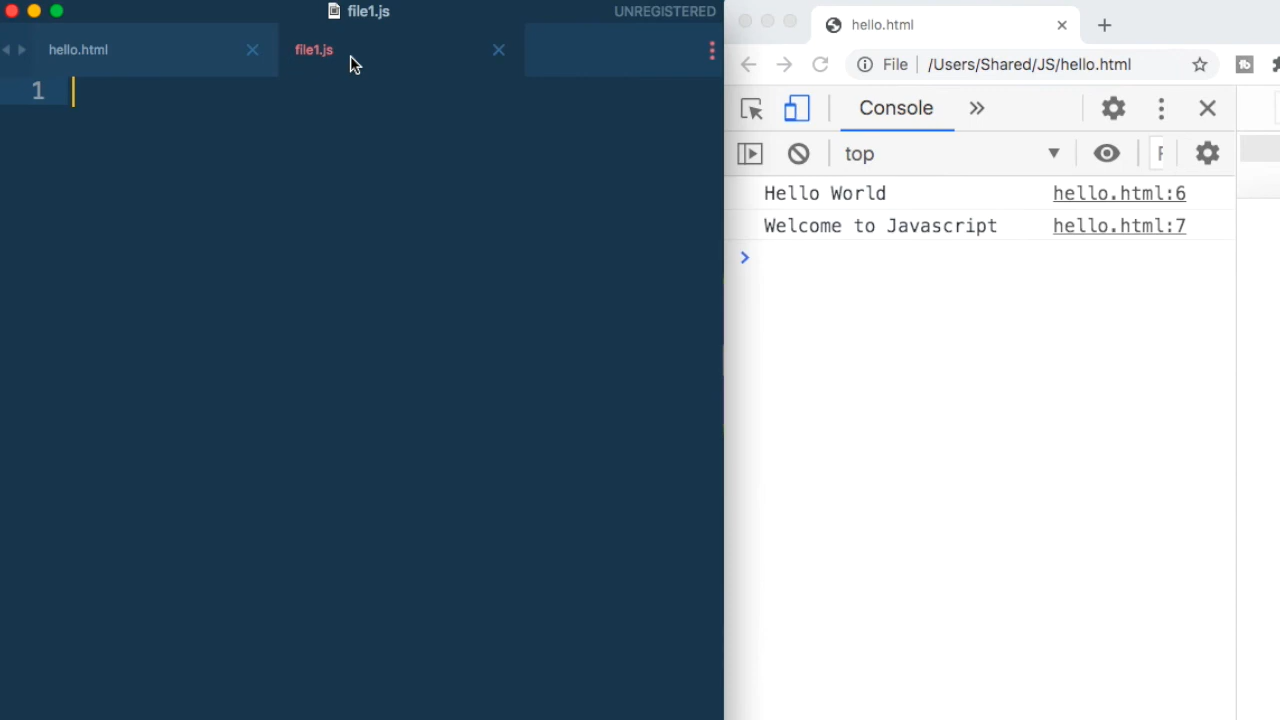 file1.js
UNREGISTERED
hello.html
file1.js
1
hello.html
File
/Users/Shared/JS/hello.html
Console
top
Hello World
hello.html:6
Welcome to Javascript
hello.html:7